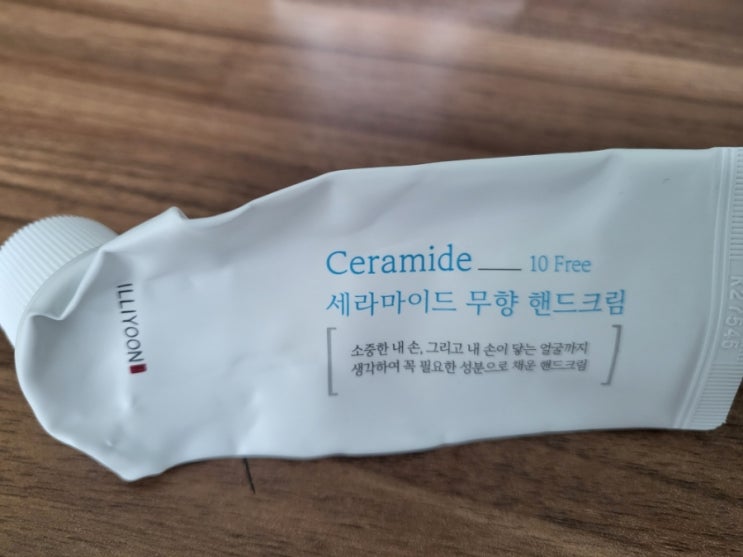 Ceramide 10 Free
세라마이드 무향 핸드크림
소중한 내 손, 그리고 내 손이 닿는 얼굴까지
생각하여 꼭 필요한 성분으로 채운 핸드크림
ILLIYOON